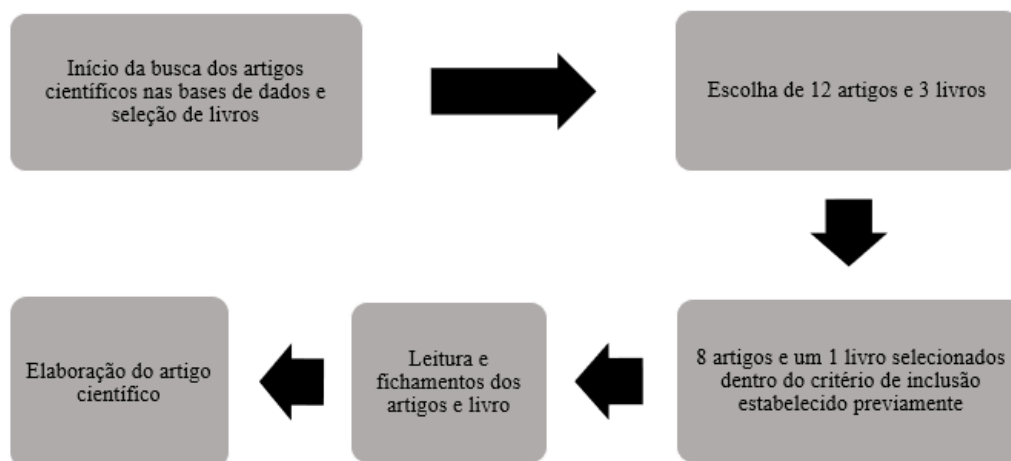 Início da busca dos artigos
científicos nas bases de dados e
seleção de livros
Escolha de 12 artigos e 3 livros
8 artigos e um 1 livro selecionados
dentro do critério de inclusão
estabelecido previamente
Leitura e
fichamentos dos
artigos e livro
Elaboração do artigo
científico